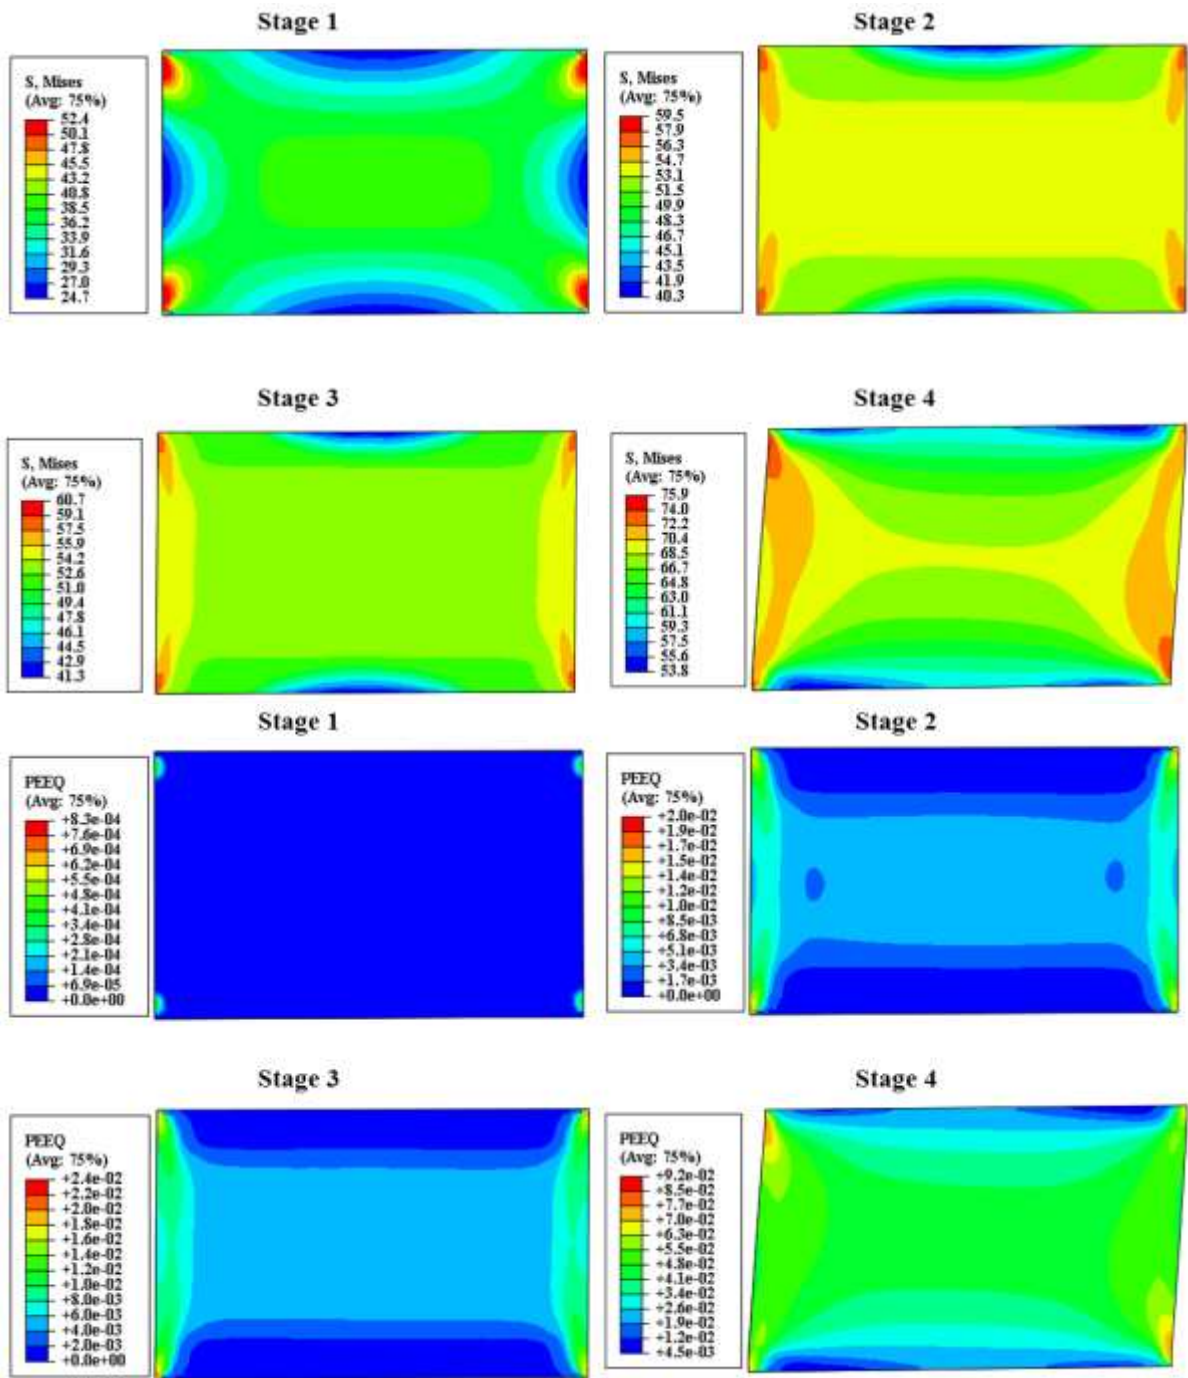 Stage 1
S, Mises
(Avg: 75%)
52.4
50.1
47.8
45.5
43.2
40.8
38.5
36.2
33.9
31.6
29.3
27.0
24.7
Stage 2
S, Mises
(Avg: 75%)
59.5
57.9
56.3
54.7
53.1
51.5
49.9
48.3
46.7
45.1
43.5
41.9
40.3
Stage 3
S, Mises
(Avg: 75%)
60.7
59.1
57.5
55.9
54.2
52.6
51.0
49.4
47.8
46.1
44.5
42.9
41.3
Stage 4
S, Mises
(Avg: 75%)
75.9
74.0
72.2
70.4
68.5
66.7
64.8
63.0
61.1
59.3
57.5
55.6
53.8
Stage 1
PEEQ
(Avg: 75%)
+8.3e-04
+7.6e-04
+6.9e-04
+6.2e-04
+5.5e-04
+4.8e-04
+4.1e-04
+3.4e-04
+2.8e-04
+2.1e-04
+1.4e-04
+6.9e-05
+0.0e+00
Stage 2
PEEQ
(Avg: 75%)
+2.0e-02
+1.9e-02
+1.7e-02
+1.5e-02
+1.4e-02
+1.2e-02
+1.0e-02
+8.5e-03
+6.8e-03
+5.1e-03
+3.4e-03
+1.7e-03
+0.0e+00
Stage 3
PEEQ
(Avg: 75%)
+2.4e-02
+2.2e-02
+2.0e-02
+1.8e-02
+1.6e-02
+1.4e-02
+1.2e-02
+1.0e-02
+8.0e-03
+6.0e-03
+4.0e-03
+2.0e-03
+0.0e+00
Stage 4
PEEQ
(Avg: 75%)
+9.2e-02
+8.5e-02
+7.7e-02
+7.0e-02
+6.3e-02
+5.5e-02
+4.8e-02
+4.1e-02
+3.4e-02
+2.6e-02
+1.9e-02
+1.2e-02
+4.5e-03